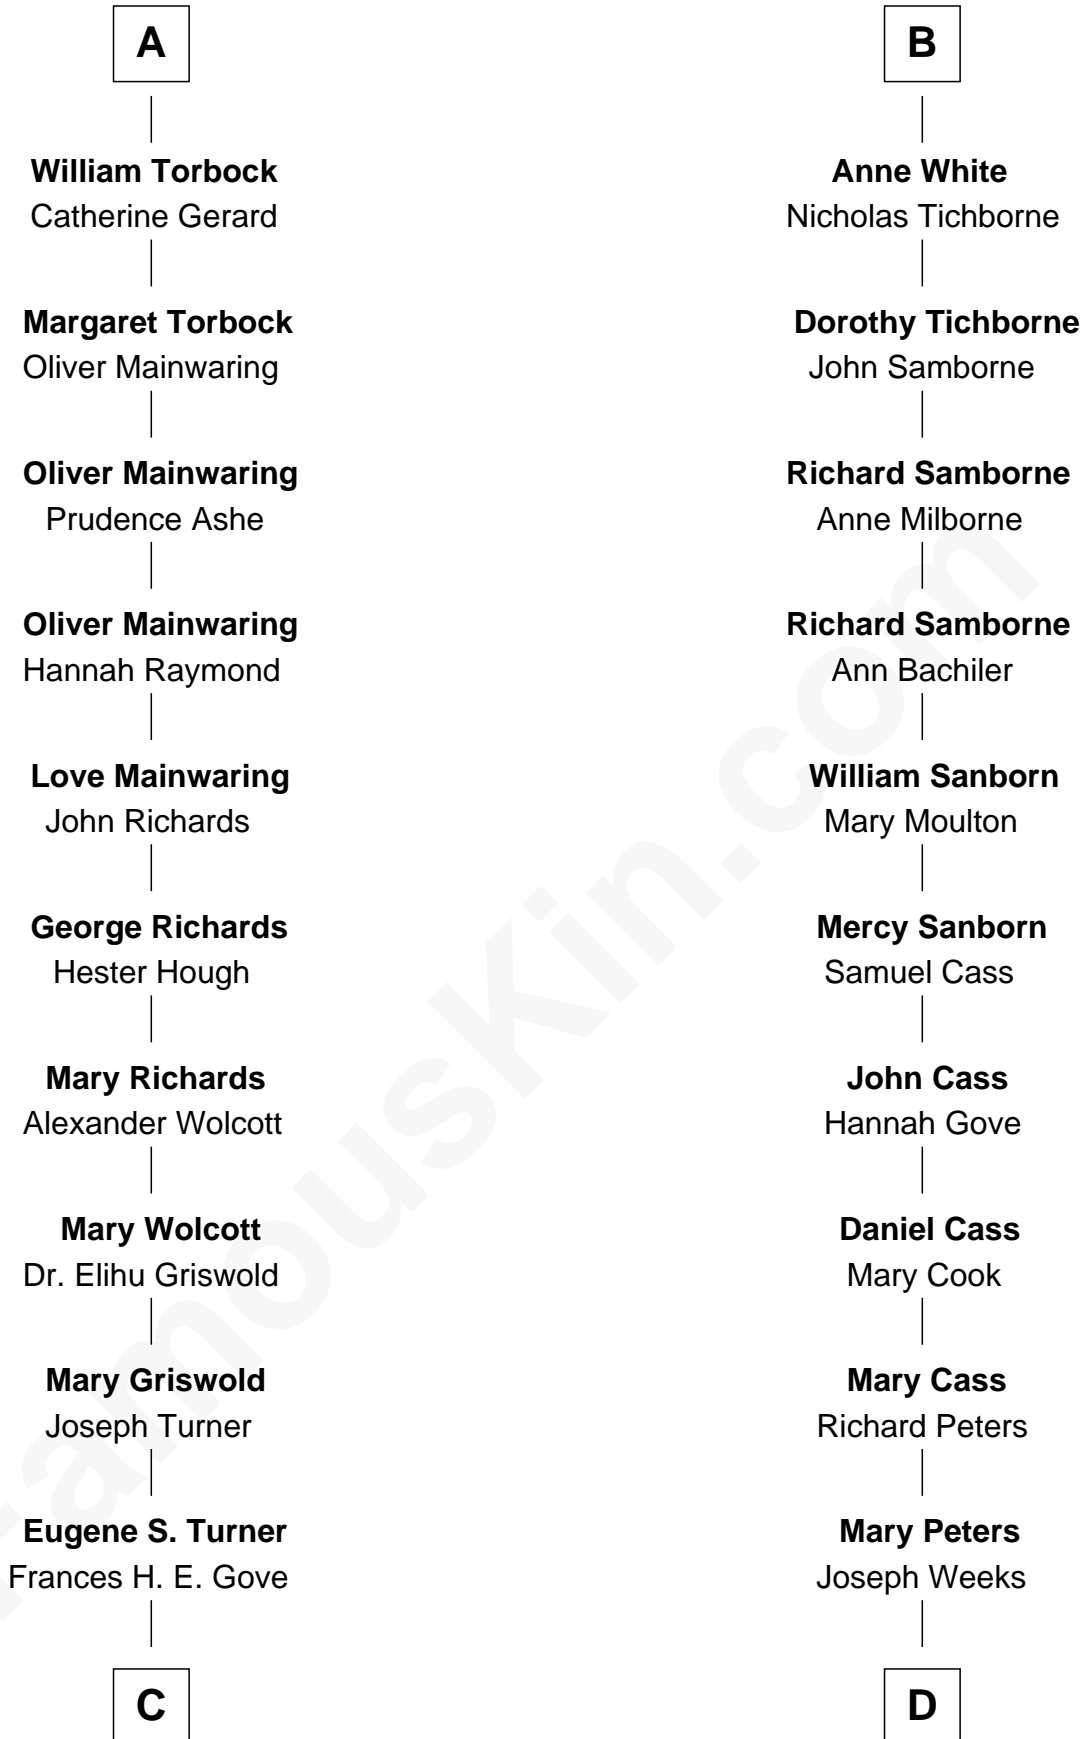 A
William Torbock
Catherine Gerard
Margaret Torbock
Oliver Mainwaring
Oliver Mainwaring
Prudence Ashe
Oliver Mainwaring
Hannah Raymond
Love Mainwaring
John Richards
George Richards
Hester Hough
Mary Richards
Alexander Wolcott
Mary Wolcott
Dr. Elihu Griswold
Mary Griswold
Joseph Turner
Eugene S. Turner
Frances H. E. Gove
C
B
Anne White
Nicholas Tichborne
Dorothy Tichborne
John Samborne
Richard Samborne
Anne Milborne
Richard Samborne
Ann Bachiler
William Sanborn
Mary Moulton
Mercy Sanborn
Samuel Cass
John Cass
Hannah Gove
Daniel Cass
Mary Cook
Mary Cass
Richard Peters
Mary Peters
Joseph Weeks
D
FamousKin.com